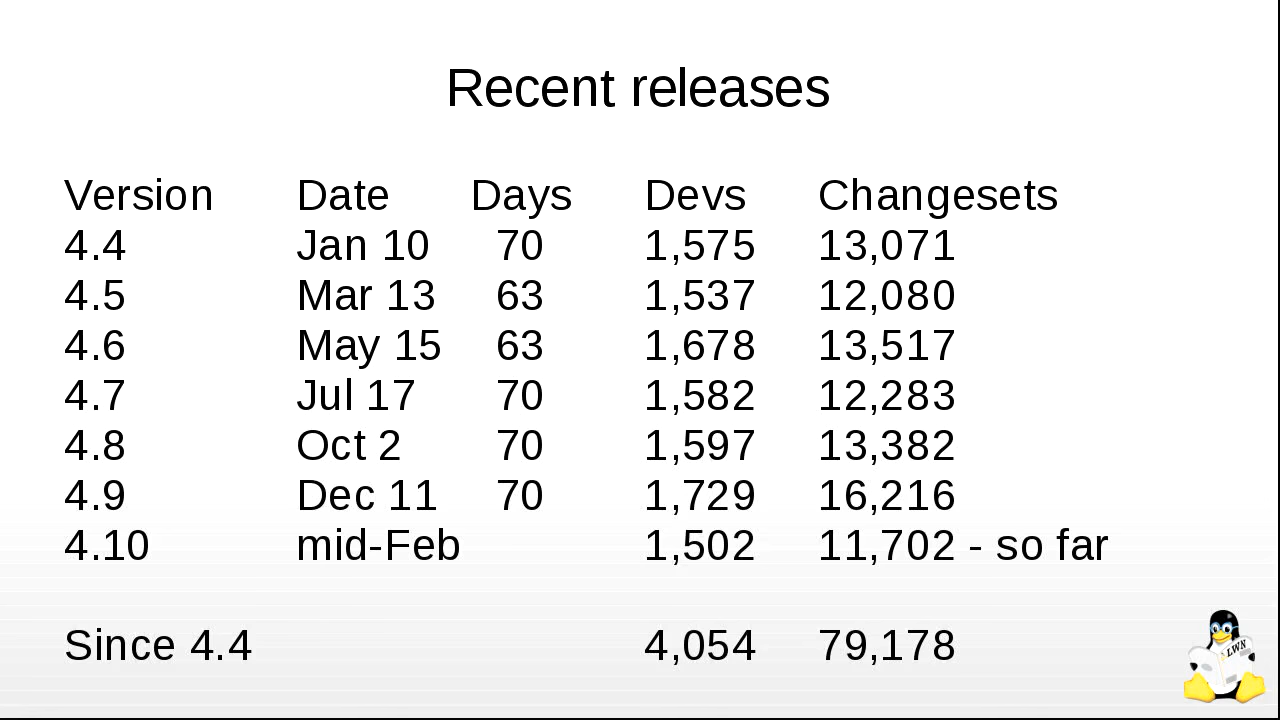 Recent releases
Version Date Days Devs Changesets
4.4 Jan 10 70 1,575 13,071
4.5 Mar 13 63 1,537 12,080
4.6 May 15 63 1,678 13,517
4.7 Jul 17 70 1,582 12,283
4.8 Oct 2 70 1,597 13,382
4.9 Dec 11 70 1,729 16,216
4.10 mid-Feb 1,502 11,702 - so far
Since 4.4 4,054 79,178
LWN